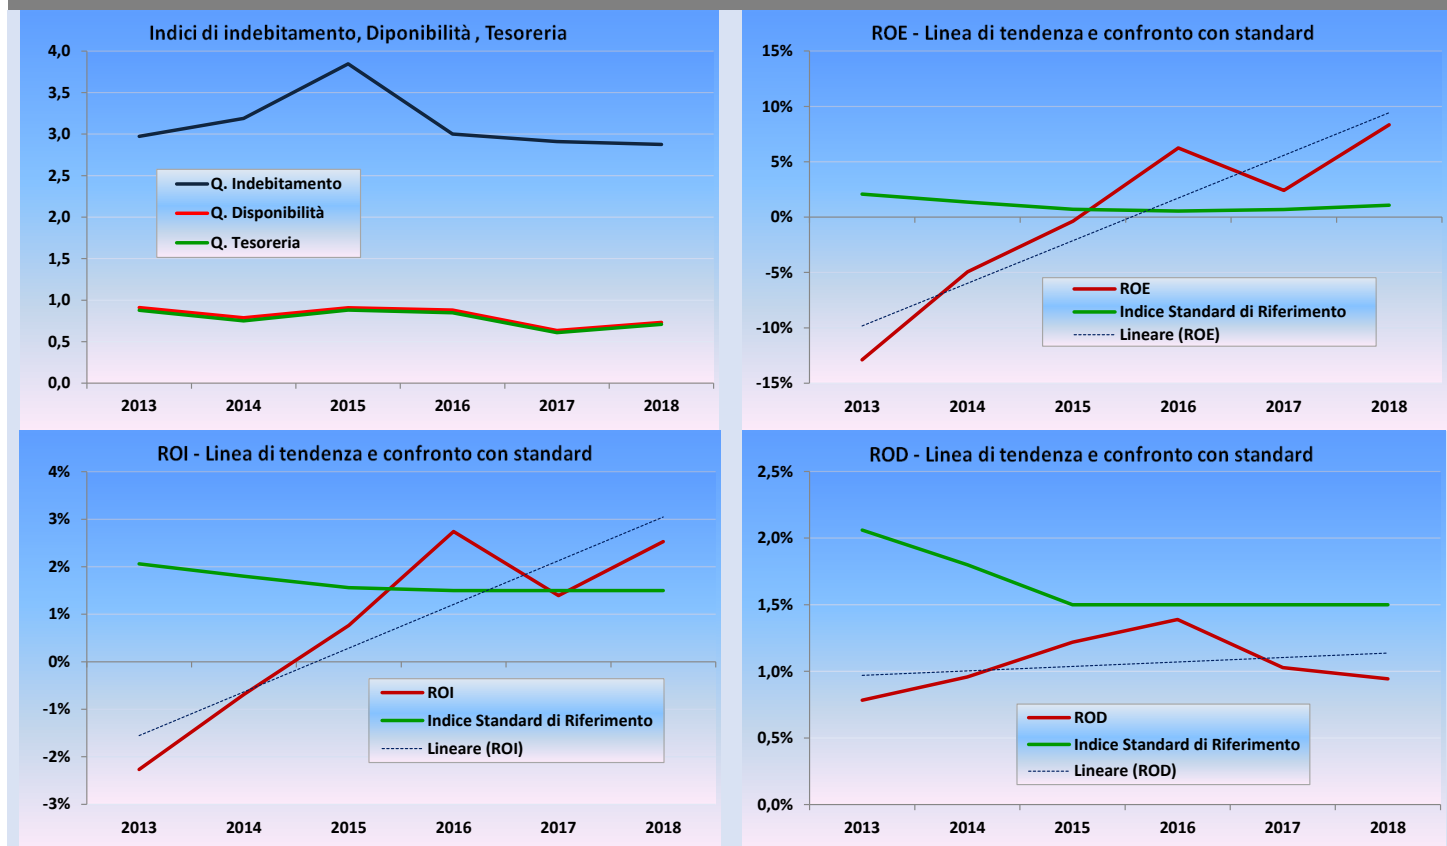 Indici di indebitamento, Diponibilità , Tesoreria
4,0
3,5
3,0
2,5
2,0
1,5
1,0
0,5
0,0
Q. Indebitamento
Q. Disponibilità
Q. Tesoreria
2013 2014 2015 2016 2017 2018
ROE - Linea di tendenza e confronto con standard
15%
10%
5%
0%
-5%
-10%
-15%
ROE
Indice Standard di Riferimento
Lineare (ROE)
2013 2014 2015 2016 2017 2018
ROI - Linea di tendenza e confronto con standard
4%
3%
2%
1%
0%
-1%
-2%
-3%
ROI
Indice Standard di Riferimento
Lineare (ROI)
2013 2014 2015 2016 2017 2018
ROD - Linea di tendenza e confronto con standard
2,5%
2,0%
1,5%
1,0%
0,5%
0,0%
ROD
Indice Standard di Riferimento
Lineare (ROD)
2013 2014 2015 2016 2017 2018